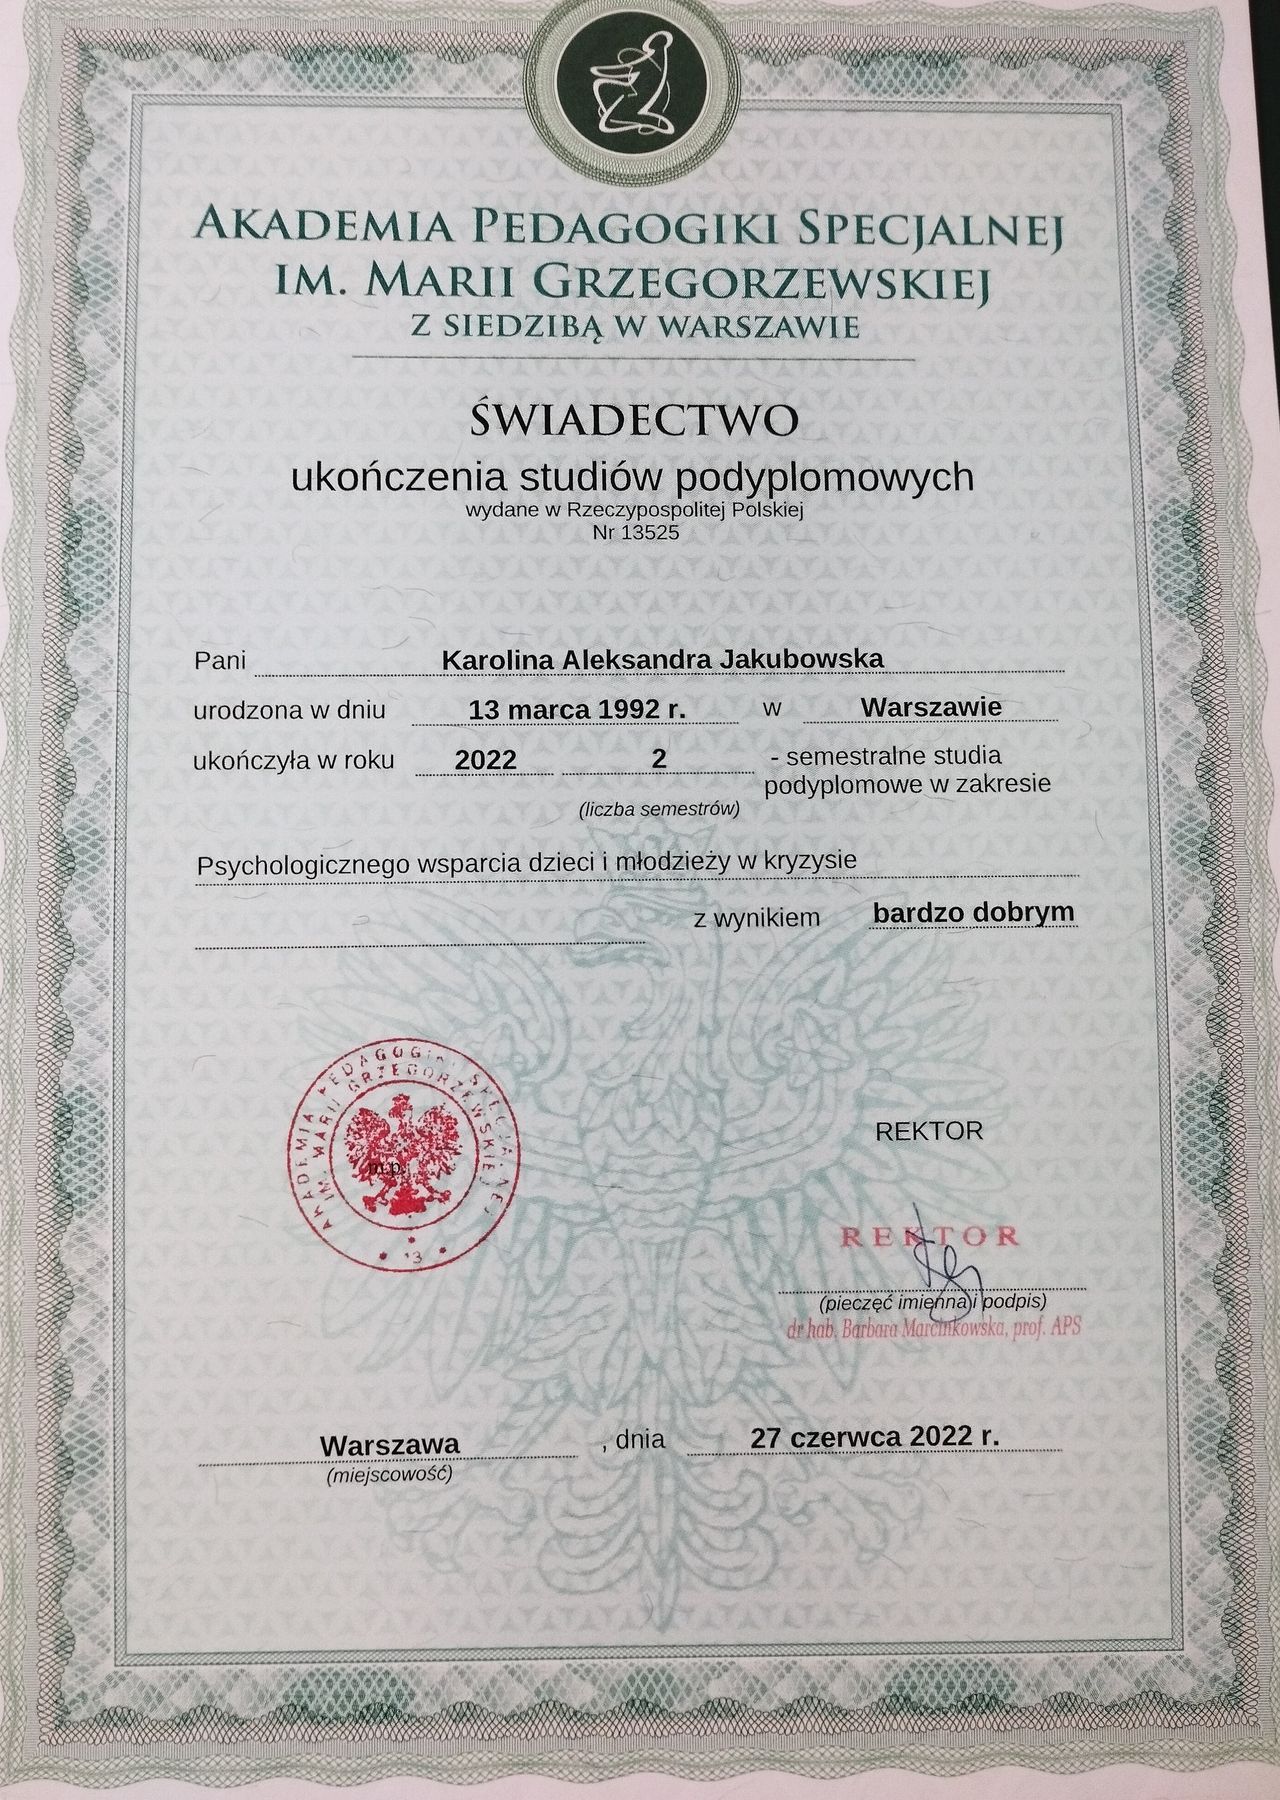 AKADEMIA PEDAGOGIKI SPECJALNEJ
IM. MARII GRZEGORZEWSKIEJ
Z SIEDZIBĄ W WARSZAWIE
ŚWIADECTWO
ukończenia studiów podyplomowych
wydane w Rzeczypospolitej Polskiej
Nr 13525
Pani Karolina Aleksandra Jakubowska
urodzona w dniu 13 marca 1992 r. w Warszawie
ukończyła w roku 2022 2 - semestralne studia
podyplomowe w zakresie
(liczba semestrów)
Psychologicznego wsparcia dzieci i młodzieży w kryzysie
z wynikiem bardzo dobrym
AKADEMIA PEDAGOGIKI SPECJALNEJ
IM. MARII GRZEGORZEWSKIEJ
m.p.
* 13 *
REKTOR
REKTOR
(pieczęć imienna i podpis)
dr hab. Barbara Marcinkowska, prof. APS
Warszawa , dnia 27 czerwca 2022 r.
(miejscowość)